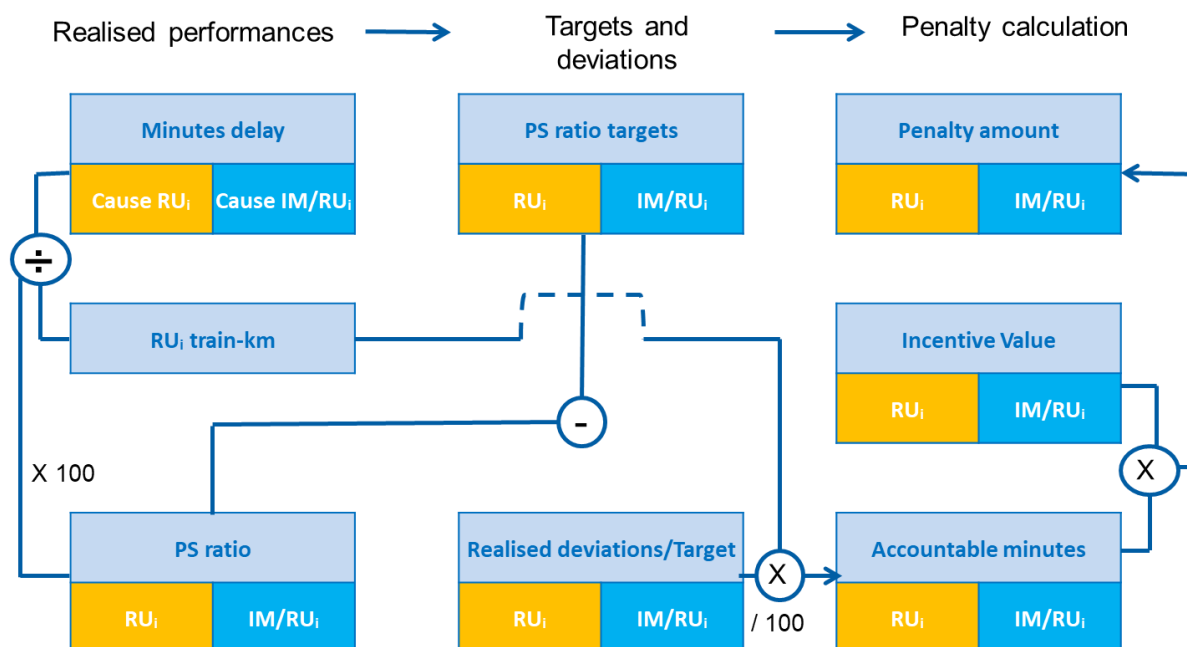 Realised performances
Targets and
deviations
Penalty calculation
Minutes delay
Cause RUᵢ
Cause IM/RUᵢ
PS ratio targets
RUᵢ
IM/RUᵢ
Penalty amount
RUᵢ
IM/RUᵢ
÷
RUᵢ train-km
Incentive Value
RUᵢ
IM/RUᵢ
-
X 100
X
PS ratio
RUᵢ
IM/RUᵢ
Realised deviations/Target
RUᵢ
IM/RUᵢ
X
/ 100
Accountable minutes
RUᵢ
IM/RUᵢ